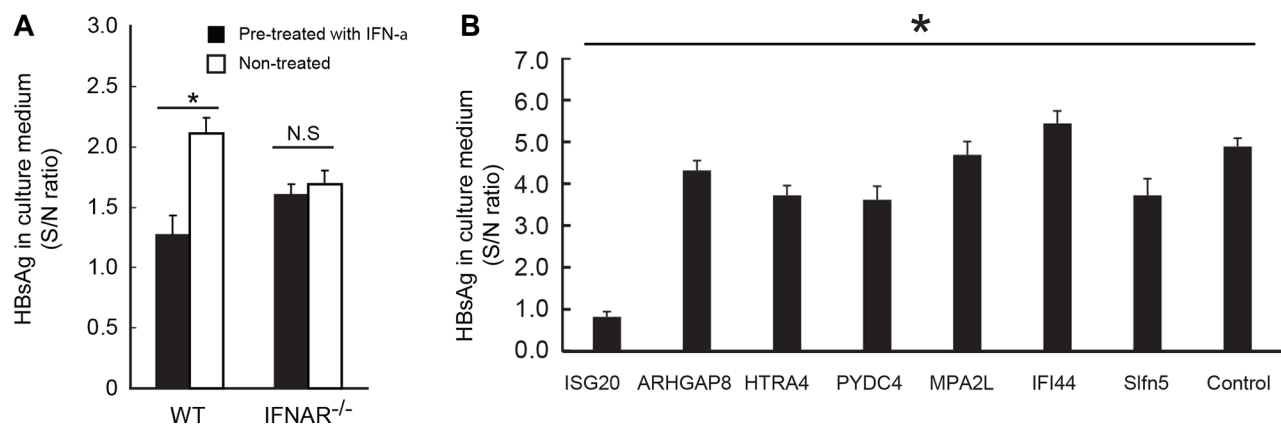 A
HBsAg in culture medium
(S/N ratio)
3.0
2.5
2.0
1.5
1.0
0.5
0
Pre-treated with IFN-a
Non-treated
*
N.S
WT
IFNAR-/-
B
HBsAg in culture medium
(S/N ratio)
*
7.0
6.0
5.0
4.0
3.0
2.0
1.0
0.0
ISG20
ARHGAP8
HTRA4
PYDC4
MPA2L
IFI44
Slfn5
Control